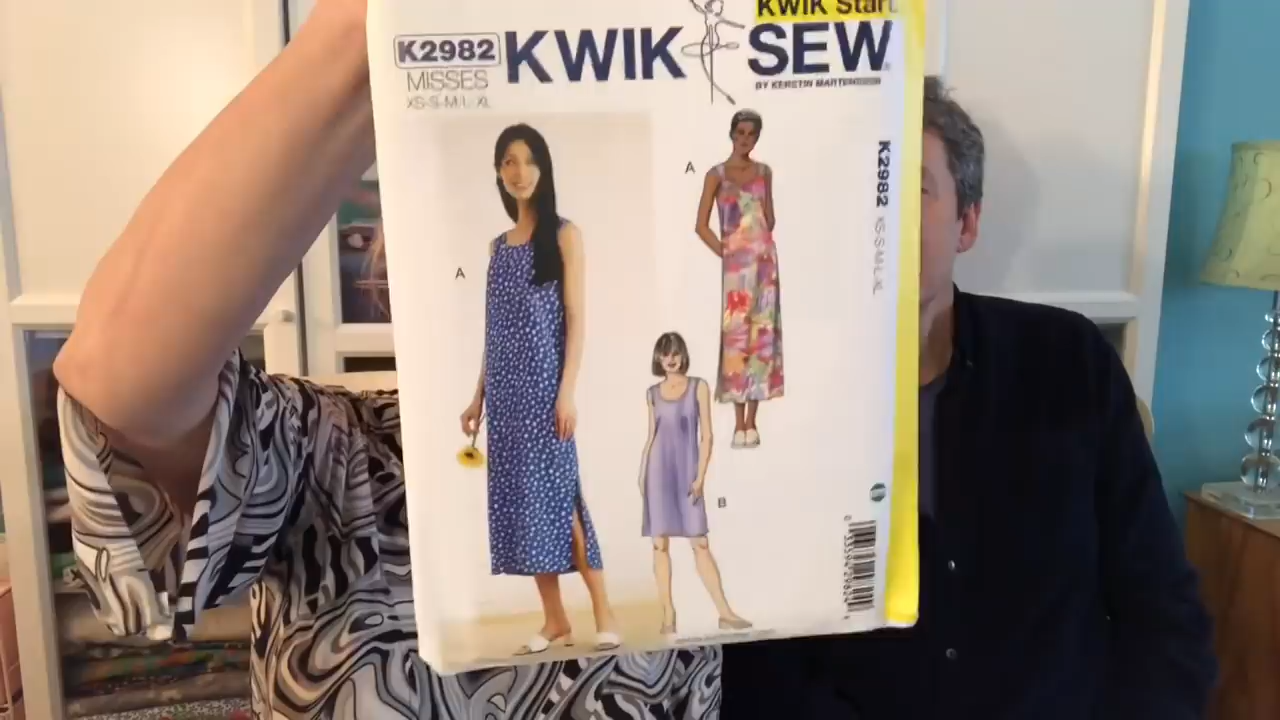 KWIK Start
K2982
KWIK SEW
BY KERSTIN MARTENSSON
MISSES
XS-S-M-L-XL
A
A
B
K2982 XS-S-M-L-XL